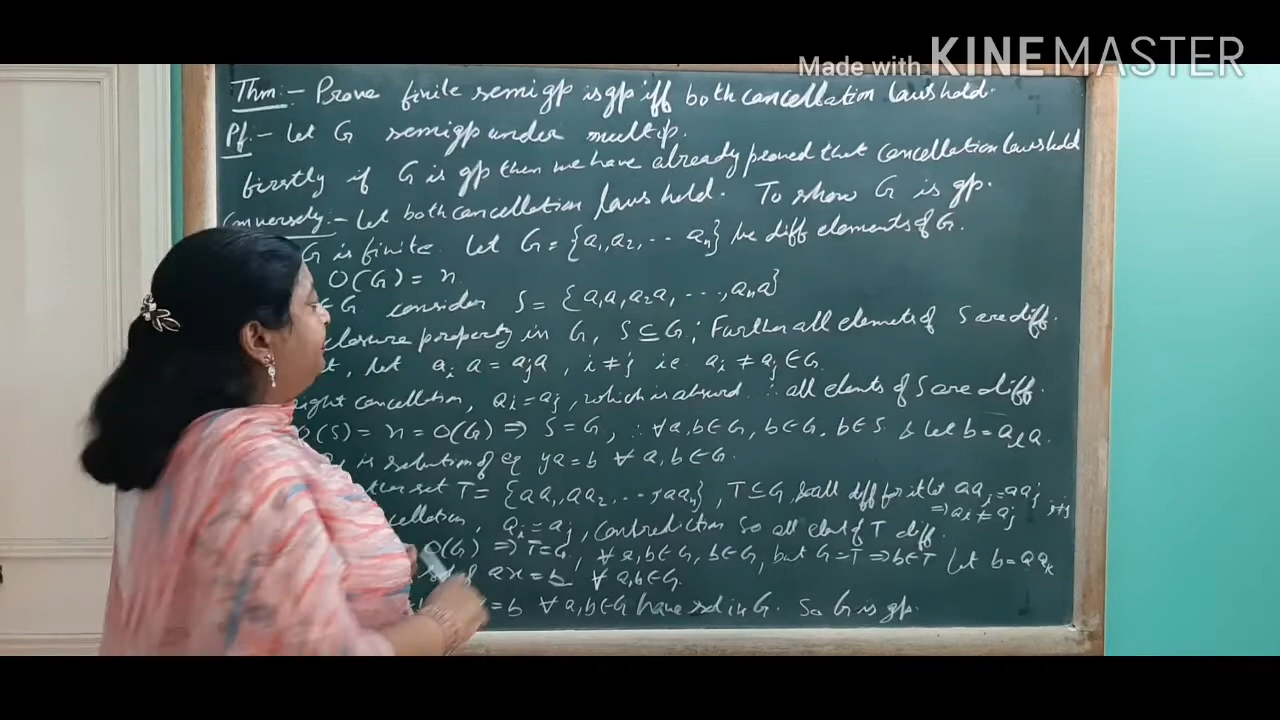 Made with KINEMASTER
Thm:- Prove finite semigp is gp iff both cancellation laws hold.
Pf:- Let G semigp under multip.
firstly if G is gp then we have already proved that cancellation laws hold
Conversely:- Let both cancellation laws hold. To show G is gp.
G is finite. Let G = {a₁, a₂, -- aₙ} be diff elements of G.
O(G) = n.
G consider S = {a₁a, a₂a, ---, aₙa}
closure property in G, S ⊆ G; Further all elements of S are diff.
let aᵢa = aⱼa, i ≠ j i.e. aᵢ ≠ aⱼ ∈ G.
right cancellation, aᵢ = aⱼ, which is absurd ∴ all elents of S are diff.
O(S) = n = O(G) ⇒ S = G, ∴ ∀ a,b ∈ G, b ∈ G, b ∈ S & let b = aₗa.
is solution of eq ya = b ∀ a,b ∈ G.
set T = {aa₁, aa₂, ---, aaₙ}, T ⊆ G & all diff for if let aaᵢ = aaⱼ i≠j
⇒ aᵢ ≠ aⱼ
aᵢ = aⱼ, contradiction So all elmt of T diff.
O(G) ⇒ T=G, ∀ a,b ∈ G, b ∈ G, but G = T ⇒ b ∈ T Let b = aaₖ
ax = b ∀ a,b ∈ G.
= b ∀ a,b ∈ G have sol in G. So G is gp.